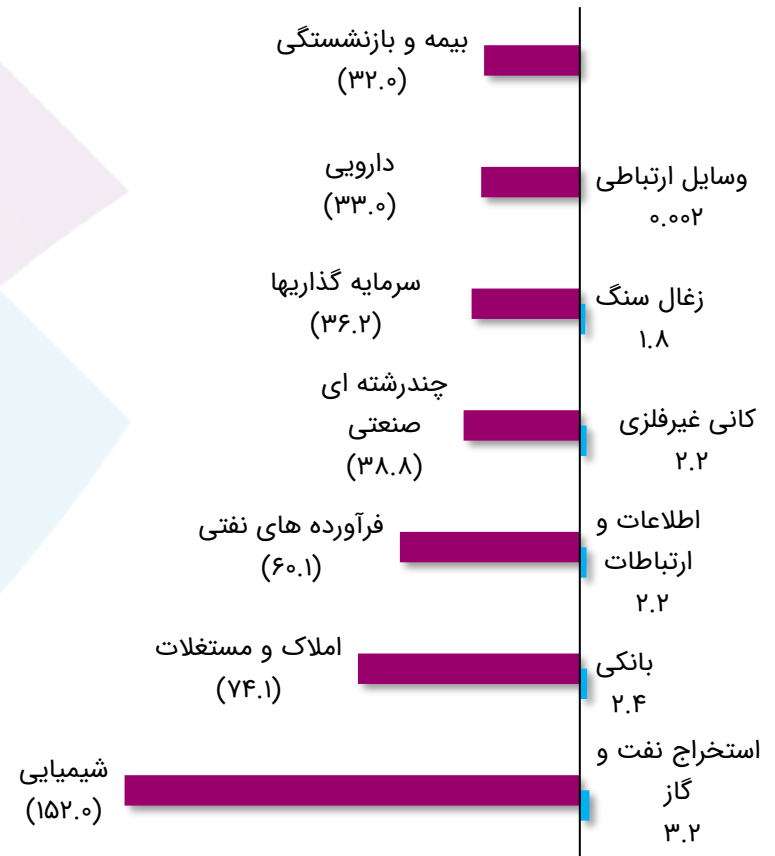 بیمه و بازنشستگی
(۳۲.۰)
وسایل ارتباطی
۰.۰۰۲
دارویی
(۳۳.۰)
زغال سنگ
۱.۸
سرمایه گذاریها
(۳۶.۲)
کانی غیرفلزی
۲.۲
چندرشته ای
صنعتی
(۳۸.۸)
اطلاعات و
ارتباطات
۲.۲
فرآورده های نفتی
(۶۰.۱)
بانکی
۲.۴
املاک و مستغلات
(۷۴.۱)
استخراج نفت و
گاز
۳.۲
شیمیایی
(۱۵۲.۰)